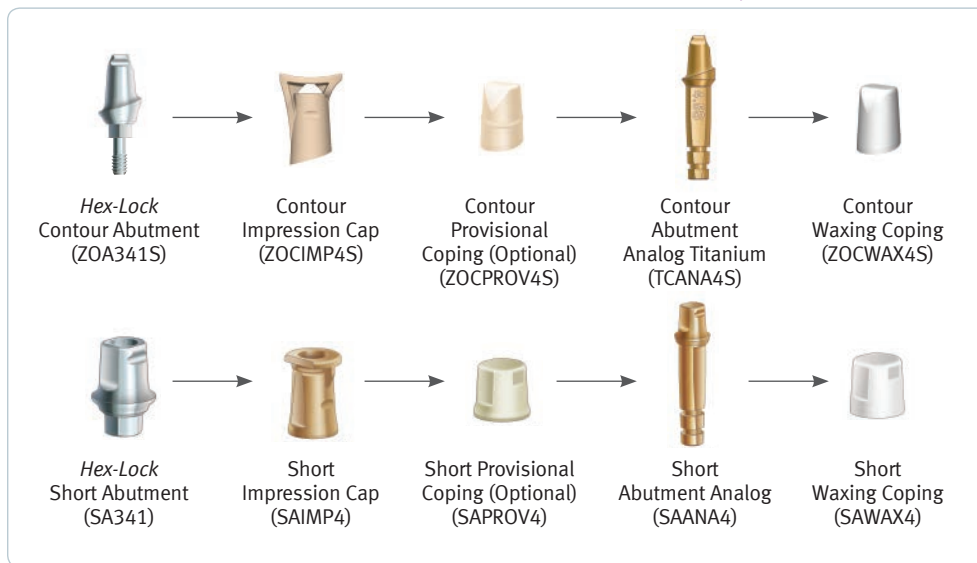 Hex-Lock
Contour Abutment
(ZOA341S)
Contour
Impression Cap
(ZOCIMP4S)
Contour
Provisional
Coping (Optional)
(ZOCPROV4S)
Contour
Abutment
Analog Titanium
(TCANA4S)
Contour
Waxing Coping
(ZOCWAX4S)
Hex-Lock
Short Abutment
(SA341)
Short
Impression Cap
(SAIMP4)
Short Provisional
Coping (Optional)
(SAPROV4)
Short
Abutment Analog
(SAANA4)
Short
Waxing Coping
(SAWAX4)